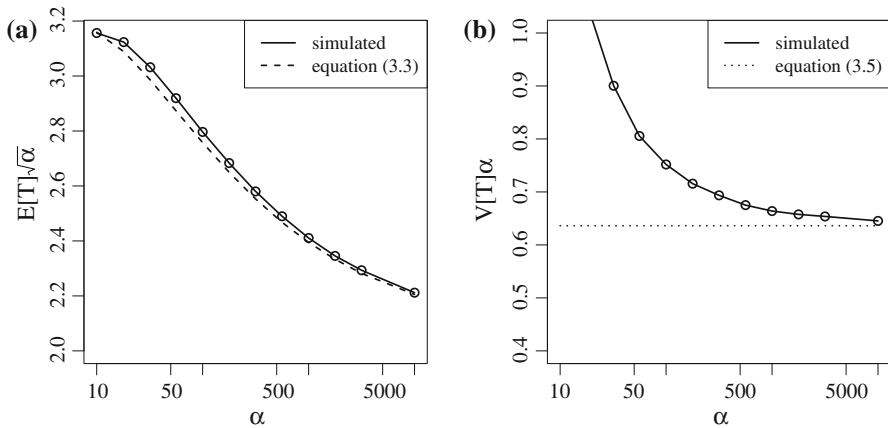 (a)
E[T]√α
3.2
3.0
2.8
2.6
2.4
2.2
2.0
simulated
equation (3.3)
10
50
500
5000
α
(b)
V[T]α
1.0
0.9
0.8
0.7
0.6
0.5
0.4
simulated
equation (3.5)
10
50
500
5000
α